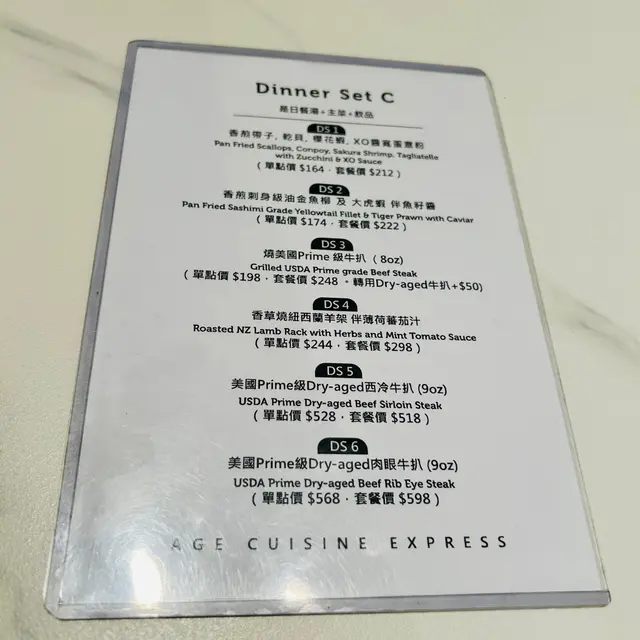 Dinner Set C
是日餐湯+主菜+飲品
DS 1
香煎帶子, 乾貝, 櫻花蝦, XO醬寬蛋意粉
Pan Fried Scallops, Conpoy, Sakura Shrimp, Tagliatelle
with Zucchini & XO Sauce
( 單點價 $164 · 套餐價 $212 )
DS 2
香煎刺身級油金魚柳 及 大虎蝦 伴魚籽醬
Pan Fried Sashimi Grade Yellowtail Fillet & Tiger Prawn with Caviar
( 單點價 $174 · 套餐價 $222 )
DS 3
燒美國Prime 級牛扒 ( 8oz)
Grilled USDA Prime grade Beef Steak
( 單點價 $198 · 套餐價 $248 。轉用Dry-aged牛扒+$50)
DS 4
香草燒紐西蘭羊架 伴薄荷蕃茄汁
Roasted NZ Lamb Rack with Herbs and Mint Tomato Sauce
( 單點價 $244 · 套餐價 $298 )
DS 5
美國Prime級Dry-aged西冷牛扒 (9oz)
USDA Prime Dry-aged Beef Sirloin Steak
( 單點價 $528 · 套餐價 $518 )
DS 6
美國Prime級Dry-aged肉眼牛扒 (9oz)
USDA Prime Dry-aged Beef Rib Eye Steak
( 單點價 $568 · 套餐價 $598 )
AGE CUISINE EXPRESS